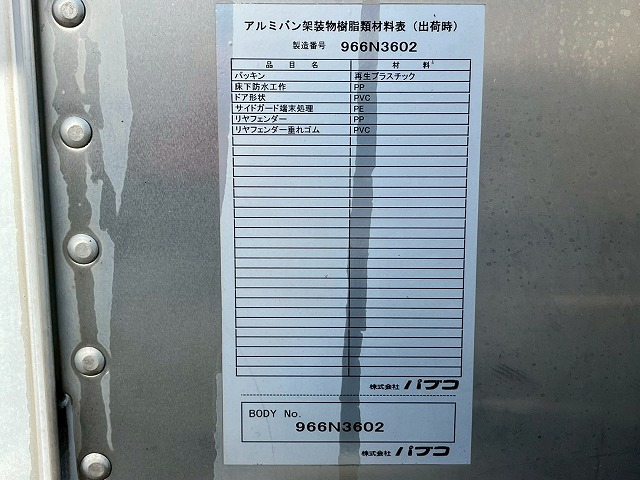 アルミバン架装物樹脂類材料表（出荷時）
製造番号 966N3602
品目名 材料
パッキン 再生プラスチック
床下防水工作 PP
ドア形状 PVC
サイドガード端末処理 PE
リヤフェンダー PP
リヤフェンダー垂れゴム PVC
株式会社 パブコ
BODY No.
966N3602
株式会社 パブコ